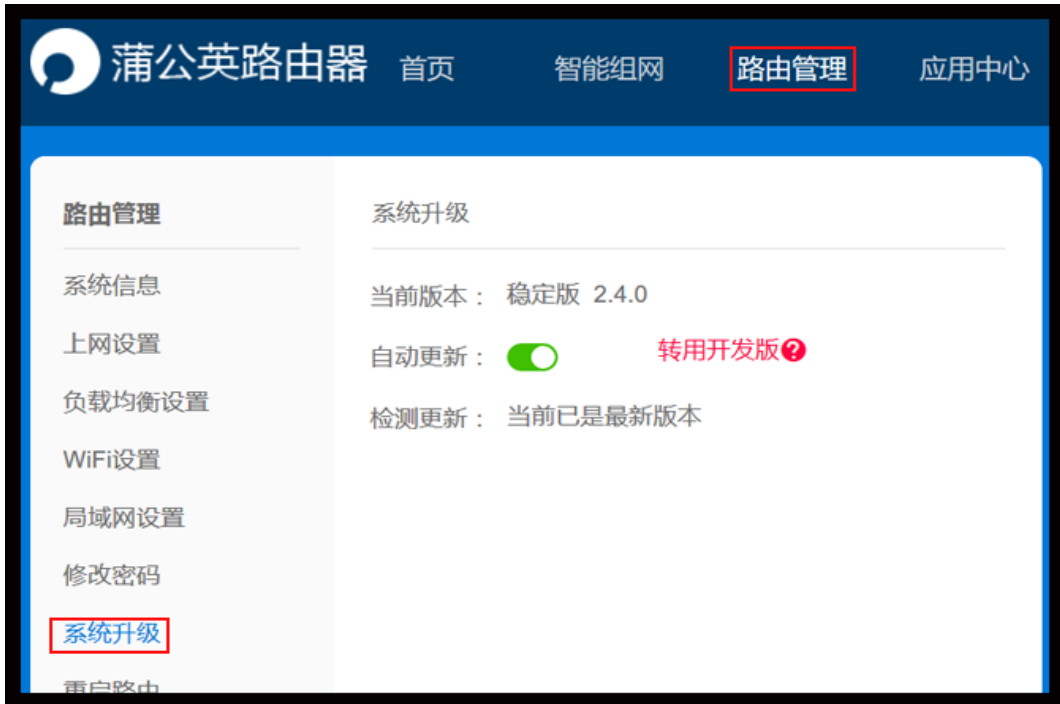 蒲公英路由器 首页 智能组网 路由管理 应用中心
路由管理
系统信息
上网设置
负载均衡设置
WiFi设置
局域网设置
修改密码
系统升级
重启路由
系统升级
当前版本： 稳定版 2.4.0
自动更新： 转用开发版?
检测更新： 当前已是最新版本